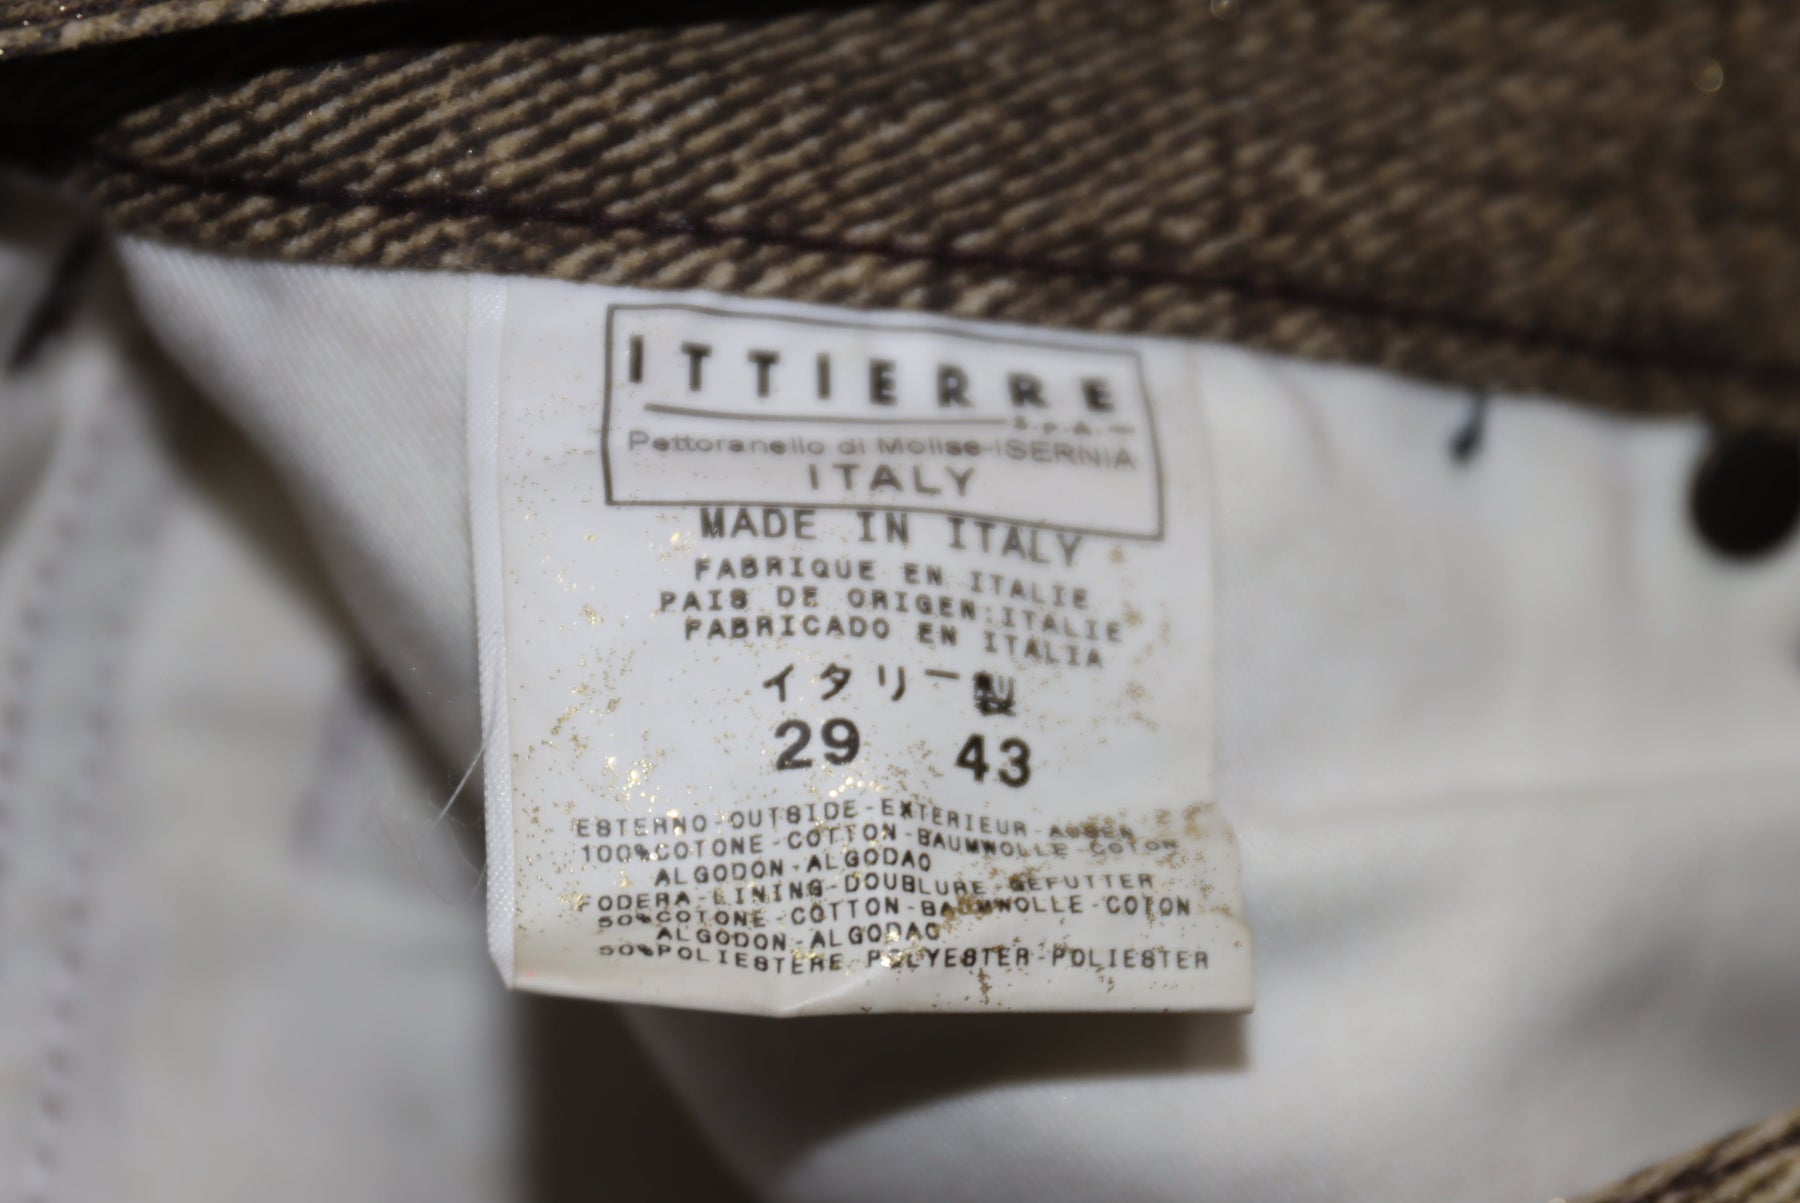 ITTIERRE
S.p.A.
Pettoranello di Molise-ISERNIA
ITALY
MADE IN ITALY
FABRIQUE EN ITALIE
PAIS DE ORIGEN:ITALIE
FABRICADO EN ITALIA
イタリー製
29 43
ESTERNO-OUTSIDE-EXTERIEUR-AUSSEN
100%COTONE-COTTON-BAUMWOLLE-COTON
ALGODON-ALGODAO
FODERA-LINING-DOUBLURE-GEFUTTER
50%COTONE-COTTON-BAUMWOLLE-COTON
ALGODON-ALGODAO
50%POLIESTERE-POLYESTER-POLIESTER